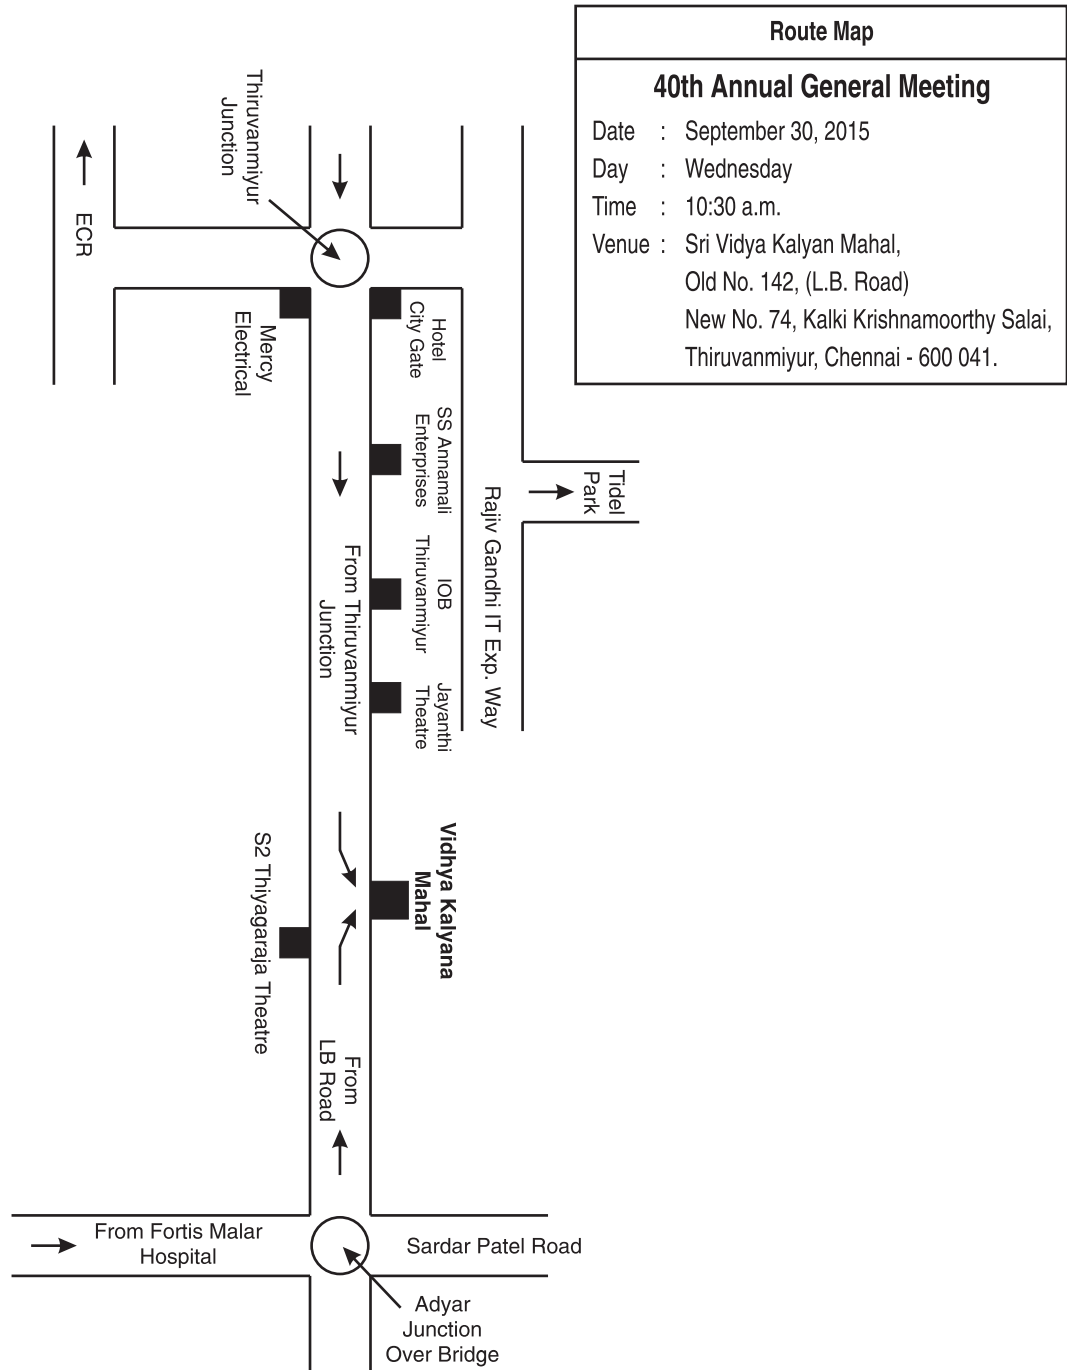 Route Map
40th Annual General Meeting
Date : September 30, 2015
Day : Wednesday
Time : 10:30 a.m.
Venue : Sri Vidya Kalyan Mahal,
Old No. 142, (L.B. Road)
New No. 74, Kalki Krishnamoorthy Salai,
Thiruvanmiyur, Chennai - 600 041.
Thiruvanmiyur
Junction
ECR
Mercy
Electrical
Hotel
City Gate
SS Annamali
Enterprises
Tidel
Park
Rajiv Gandhi IT Exp. Way
IOB
Thiruvanmiyur
From Thiruvanmiyur
Junction
Jayanthi
Theatre
Vidhya Kalyana
Mahal
S2 Thiyagaraja Theatre
From
LB Road
From Fortis Malar
Hospital
Sardar Patel Road
Adyar
Junction
Over Bridge